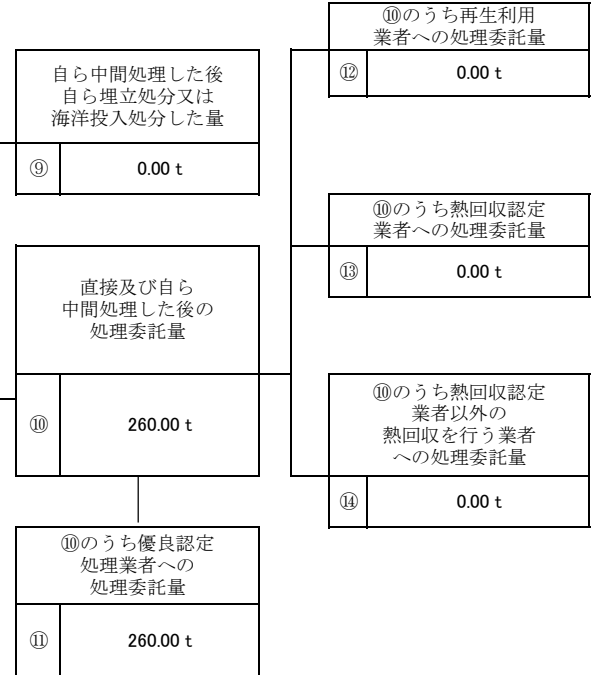 ⑩のうち再生利用
業者への処理委託量
⑫ 0.00 t
自ら中間処理した後
自ら埋立処分又は
海洋投入処分した量
⑨ 0.00 t
⑩のうち熱回収認定
業者への処理委託量
⑬ 0.00 t
直接及び自ら
中間処理した後の
処理委託量
⑩ 260.00 t
⑩のうち熱回収認定
業者以外の
熱回収を行う業者
への処理委託量
⑭ 0.00 t
⑩のうち優良認定
処理業者への
処理委託量
⑪ 260.00 t